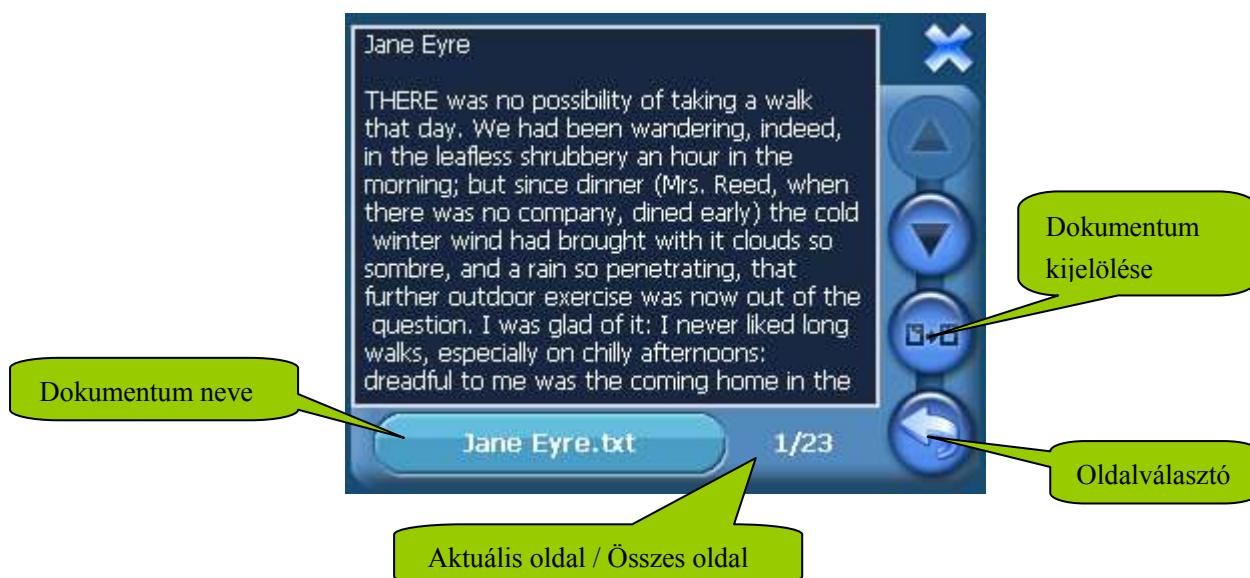 Jane Eyre
THERE was no possibility of taking a walk
that day. We had been wandering, indeed,
in the leafless shrubbery an hour in the
morning; but since dinner (Mrs. Reed, when
there was no company, dined early) the cold
winter wind had brought with it clouds so
sombre, and a rain so penetrating, that
further outdoor exercise was now out of the
question. I was glad of it: I never liked long
walks, especially on chilly afternoons:
dreadful to me was the coming home in the
Dokumentum
kijelölése
Dokumentum neve
Jane Eyre.txt
1/23
Oldalválasztó
Aktuális oldal / Összes oldal